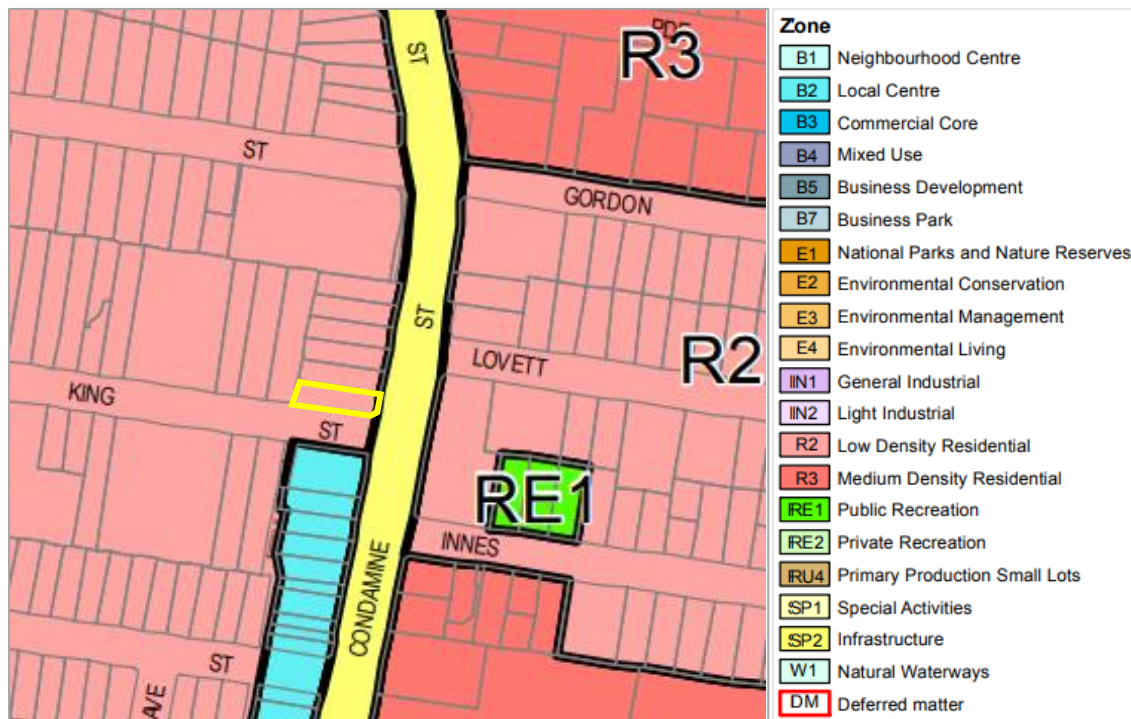 PDE
R3
ST
ST
GORDON
ST
LOVETT
R2
KING
ST
RE1
INNES
CONDAMINE
ST
AVE
Zone
B1 Neighbourhood Centre
B2 Local Centre
B3 Commercial Core
B4 Mixed Use
B5 Business Development
B7 Business Park
E1 National Parks and Nature Reserves
E2 Environmental Conservation
E3 Environmental Management
E4 Environmental Living
IN1 General Industrial
IN2 Light Industrial
R2 Low Density Residential
R3 Medium Density Residential
RE1 Public Recreation
RE2 Private Recreation
RU4 Primary Production Small Lots
SP1 Special Activities
SP2 Infrastructure
W1 Natural Waterways
DM Deferred matter